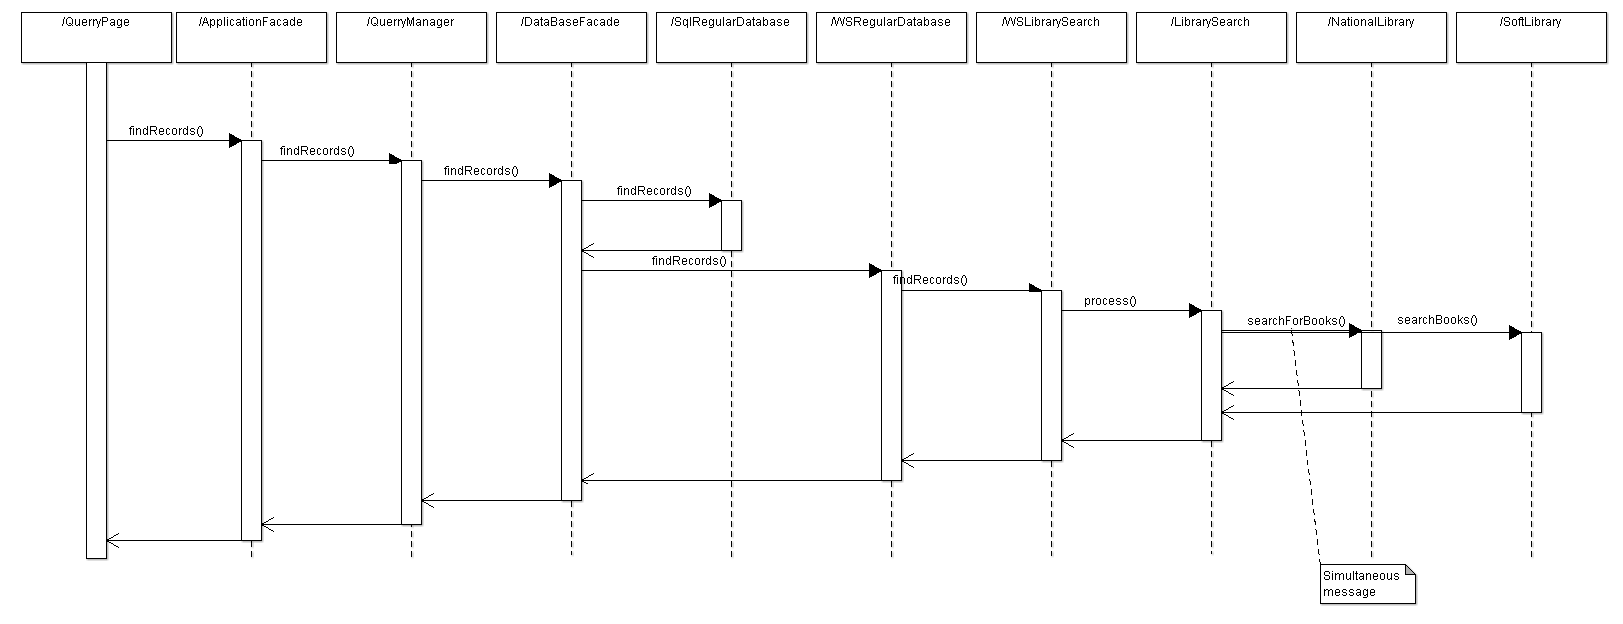 /QuerryPage
/ApplicationFacade
/QuerryManager
/DataBaseFacade
/SqlRegularDatabase
/WSRegularDatabase
/WSLibrarySearch
/LibrarySearch
/NationalLibrary
/SoftLibrary
findRecords()
findRecords()
findRecords()
findRecords()
findRecords()
findRecords()
process()
searchForBooks()
searchBooks()
Simultaneous
message